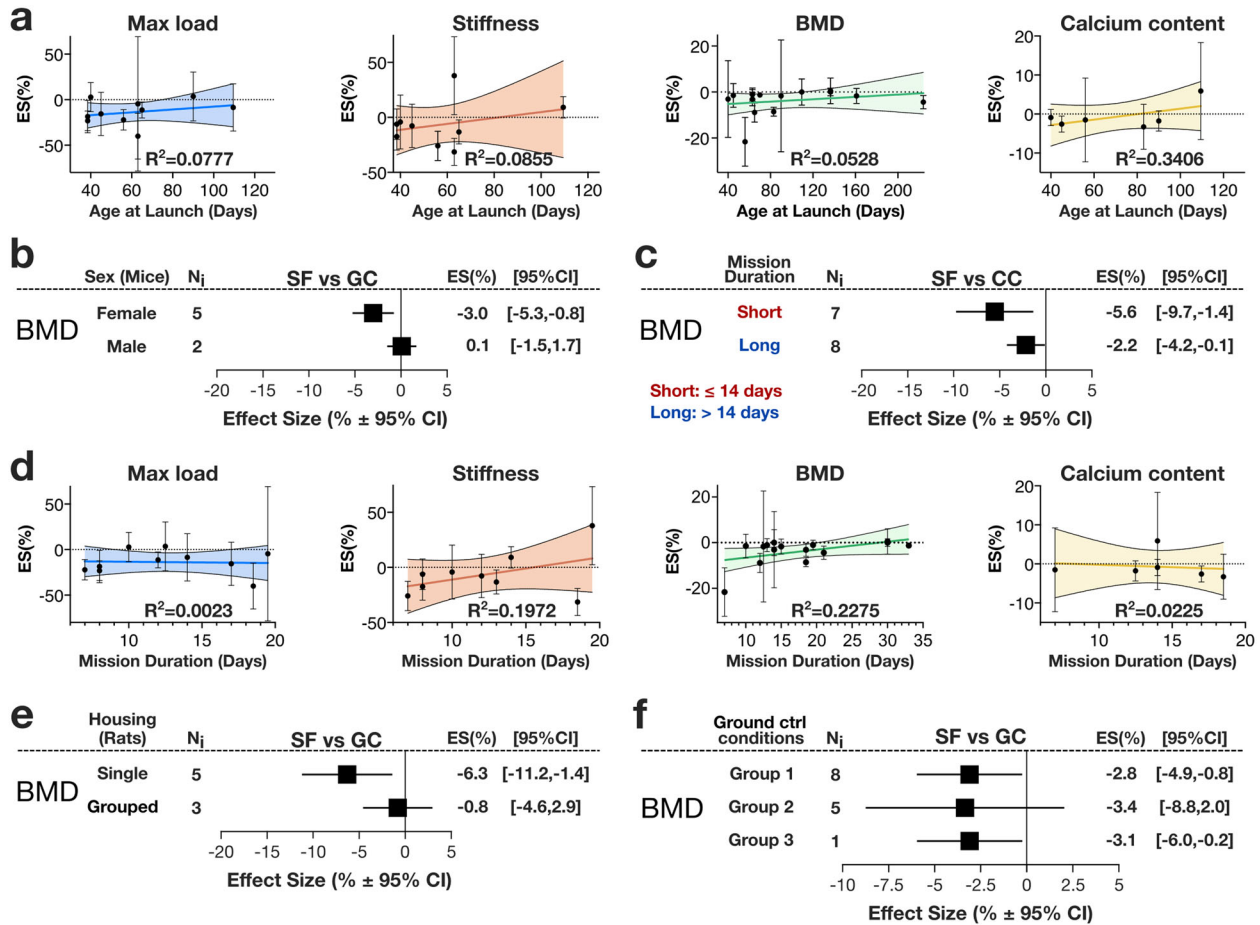 a
Max load
ES(%)
50
0
-50
R²=0.0777
40 60 80 100 120
Age at Launch (Days)
Stiffness
ES(%)
50
0
-50
R²=0.0855
40 60 80 100 120
Age at Launch (Days)
BMD
ES(%)
20
0
-20
R²=0.0528
40 80 120 160 200
Age at Launch (Days)
Calcium content
ES(%)
20
10
0
-10
R²=0.3406
40 60 80 100 120
Age at Launch (Days)
b
Sex (Mice) Ni SF vs GC ES(%) [95%CI]
BMD
Female 5 -3.0 [-5.3,-0.8]
Male 2 0.1 [-1.5,1.7]
-20 -15 -10 -5 0 5
Effect Size (% ± 95% CI)
c
Mission
Duration Ni SF vs CC ES(%) [95%CI]
BMD
Short 7 -5.6 [-9.7,-1.4]
Long 8 -2.2 [-4.2,-0.1]
-20 -15 -10 -5 0 5
Short: ≤ 14 days
Long: > 14 days
Effect Size (% ± 95% CI)
d
Max load
ES(%)
50
0
-50
R²=0.0023
10 15 20
Mission Duration (Days)
Stiffness
ES(%)
50
0
-50
R²=0.1972
10 15 20
Mission Duration (Days)
BMD
ES(%)
20
0
-20
R²=0.2275
10 15 20 25 30 35
Mission Duration (Days)
Calcium content
ES(%)
20
10
0
-10
R²=0.0225
10 15 20
Mission Duration (Days)
e
Housing
(Rats) Ni SF vs GC ES(%) [95%CI]
BMD
Single 5 -6.3 [-11.2,-1.4]
Grouped 3 -0.8 [-4.6,2.9]
-20 -15 -10 -5 0 5
Effect Size (% ± 95% CI)
f
Ground ctrl
conditions Ni SF vs GC ES(%) [95%CI]
BMD
Group 1 8 -2.8 [-4.9,-0.8]
Group 2 5 -3.4 [-8.8,2.0]
Group 3 1 -3.1 [-6.0,-0.2]
-10 -7.5 -5 -2.5 0 2.5 5
Effect Size (% ± 95% CI)